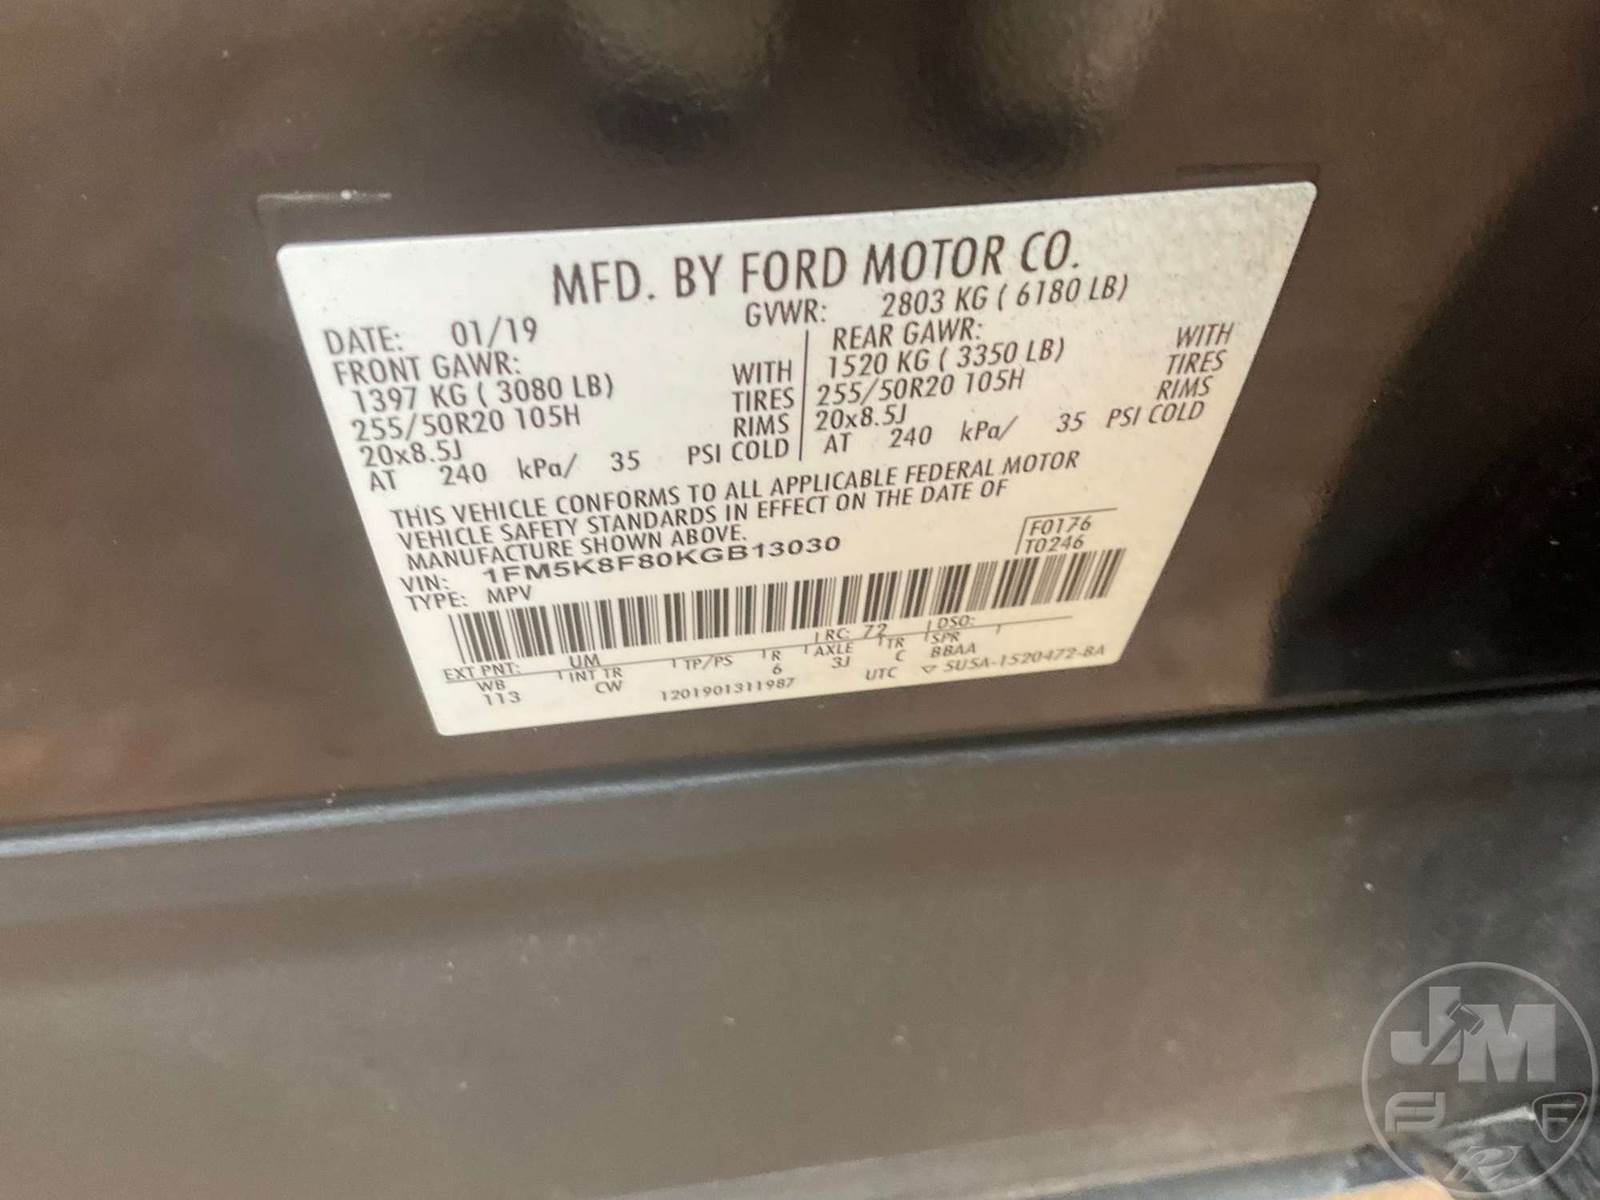 MFD. BY FORD MOTOR CO.
DATE: 01/19 GVWR: 2803 KG ( 6180 LB)
FRONT GAWR: REAR GAWR:
1397 KG ( 3080 LB) WITH 1520 KG ( 3350 LB) WITH
255/50R20 105H TIRES 255/50R20 105H TIRES
20x8.5J RIMS 20x8.5J RIMS
AT 240 kPa/ 35 PSI COLD AT 240 kPa/ 35 PSI COLD
THIS VEHICLE CONFORMS TO ALL APPLICABLE FEDERAL MOTOR
VEHICLE SAFETY STANDARDS IN EFFECT ON THE DATE OF
MANUFACTURE SHOWN ABOVE.
VIN: 1FM5K8F80KGB13030 F0176
TYPE: MPV T0246
EXT PNT: UM RC: 72 DSO:
WB INT TR TP/PS R AXLE TR SPR
113 CW 6 3J C BBAA
1201901311987 UTC ▽ 5U5A-1520472-BA
JM
F